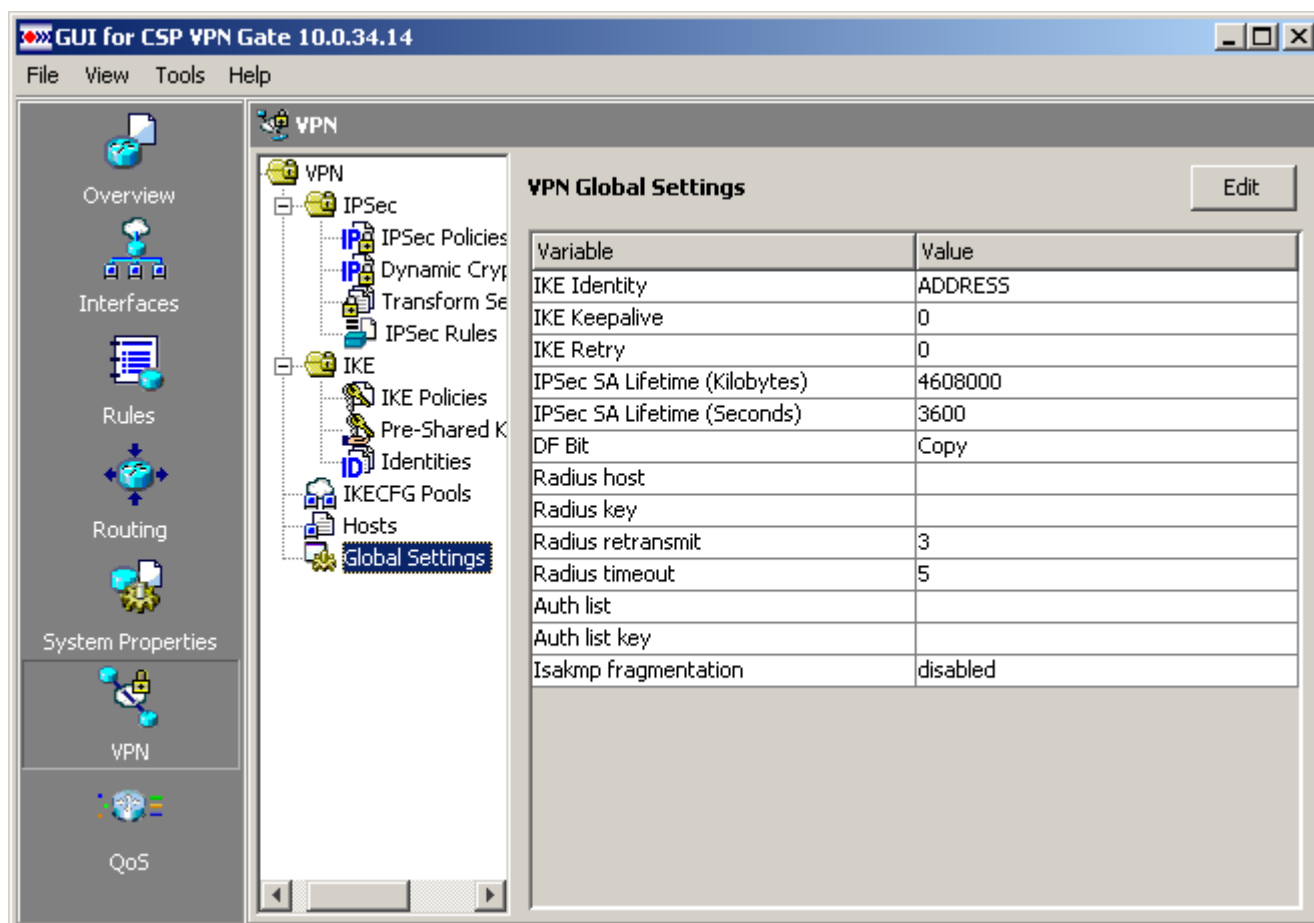 GUI for CSP VPN Gate 10.0.34.14
File View Tools Help
Overview
Interfaces
Rules
Routing
System Properties
VPN
QoS
VPN
VPN
IPSec
IPSec Policies
Dynamic Cryp
Transform Se
IPSec Rules
IKE
IKE Policies
Pre-Shared K
Identities
IKECFG Pools
Hosts
Global Settings
VPN Global Settings
Edit
Variable Value
IKE Identity ADDRESS
IKE Keepalive 0
IKE Retry 0
IPSec SA Lifetime (Kilobytes) 4608000
IPSec SA Lifetime (Seconds) 3600
DF Bit Copy
Radius host
Radius key
Radius retransmit 3
Radius timeout 5
Auth list
Auth list key
Isakmp fragmentation disabled